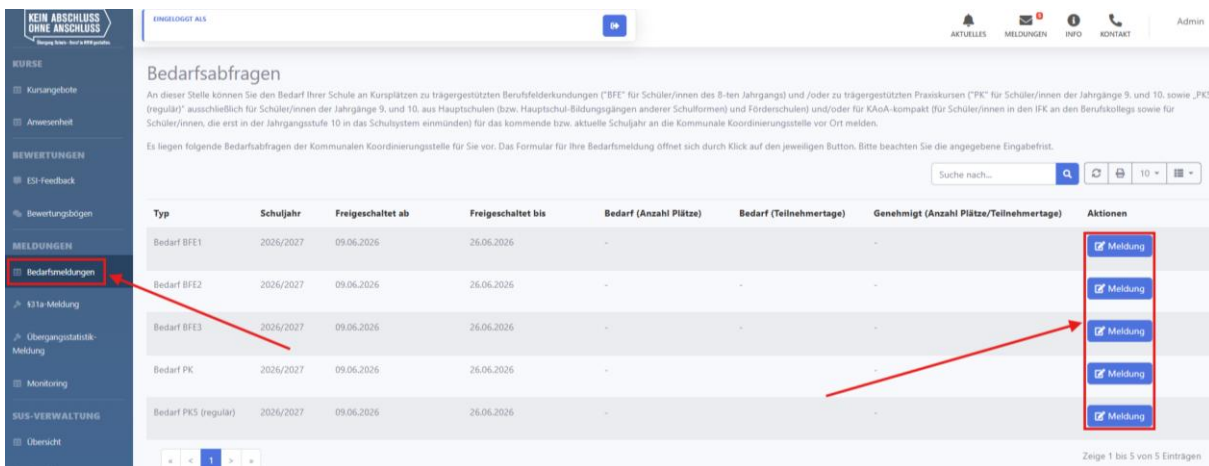 KEIN ABSCHLUSS
OHNE ANSCHLUSS
EINGELOGGT ALS
AKTUELLES
MELDUNGEN
INFO
KONTAKT
Admin
KURSE
Kursangebote
Anwesenheit
BEWERTUNGEN
ESI-Feedback
Bewertungsbögen
MELDUNGEN
Bedarfsmeldungen
§31a-Meldung
Übergangsstatistik-
Meldung
Monitoring
SUS-VERWALTUNG
Übersicht
Bedarfsabfragen
An dieser Stelle können Sie den Bedarf Ihrer Schule an Kursplätzen zu trägergestützten Berufsfelderkundungen ("BFE" für Schüler/innen des 8-ten Jahrgangs) und /oder zu trägergestützten Praxiskursen ("PK" für Schüler/innen der Jahrgänge 9. und 10. sowie „PK5
(regulär)" ausschließlich für Schüler/innen der Jahrgänge 9. und 10. aus Hauptschulen (bzw. Hauptschul-Bildungsgängen anderer Schulformen) und Förderschulen) und/oder für KAoA-kompakt (für Schüler/innen in den IFK an den Berufskollegs sowie für
Schüler/innen, die erst in der Jahrgangsstufe 10 in das Schulsystem einmünden) für das kommende bzw. aktuelle Schuljahr an die Kommunale Koordinierungsstelle vor Ort melden.
Es liegen folgende Bedarfsabfragen der Kommunalen Koordinierungsstelle für Sie vor. Das Formular für Ihre Bedarfsmeldung öffnet sich durch Klick auf den jeweiligen Button. Bitte beachten Sie die angegebene Eingabefrist.
Suche nach... 10
Typ Schuljahr Freigeschaltet ab Freigeschaltet bis Bedarf (Anzahl Plätze) Bedarf (Teilnehmertage) Genehmigt (Anzahl Plätze/Teilnehmertage) Aktionen
Bedarf BFE1 2026/2027 09.06.2026 26.06.2026 - - Meldung
Bedarf BFE2 2026/2027 09.06.2026 26.06.2026 - - - Meldung
Bedarf BFE3 2026/2027 09.06.2026 26.06.2026 - - - Meldung
Bedarf PK 2026/2027 09.06.2026 26.06.2026 - - Meldung
Bedarf PK5 (regulär) 2026/2027 09.06.2026 26.06.2026 - - Meldung
« < 1 > »
Zeige 1 bis 5 von 5 Einträgen